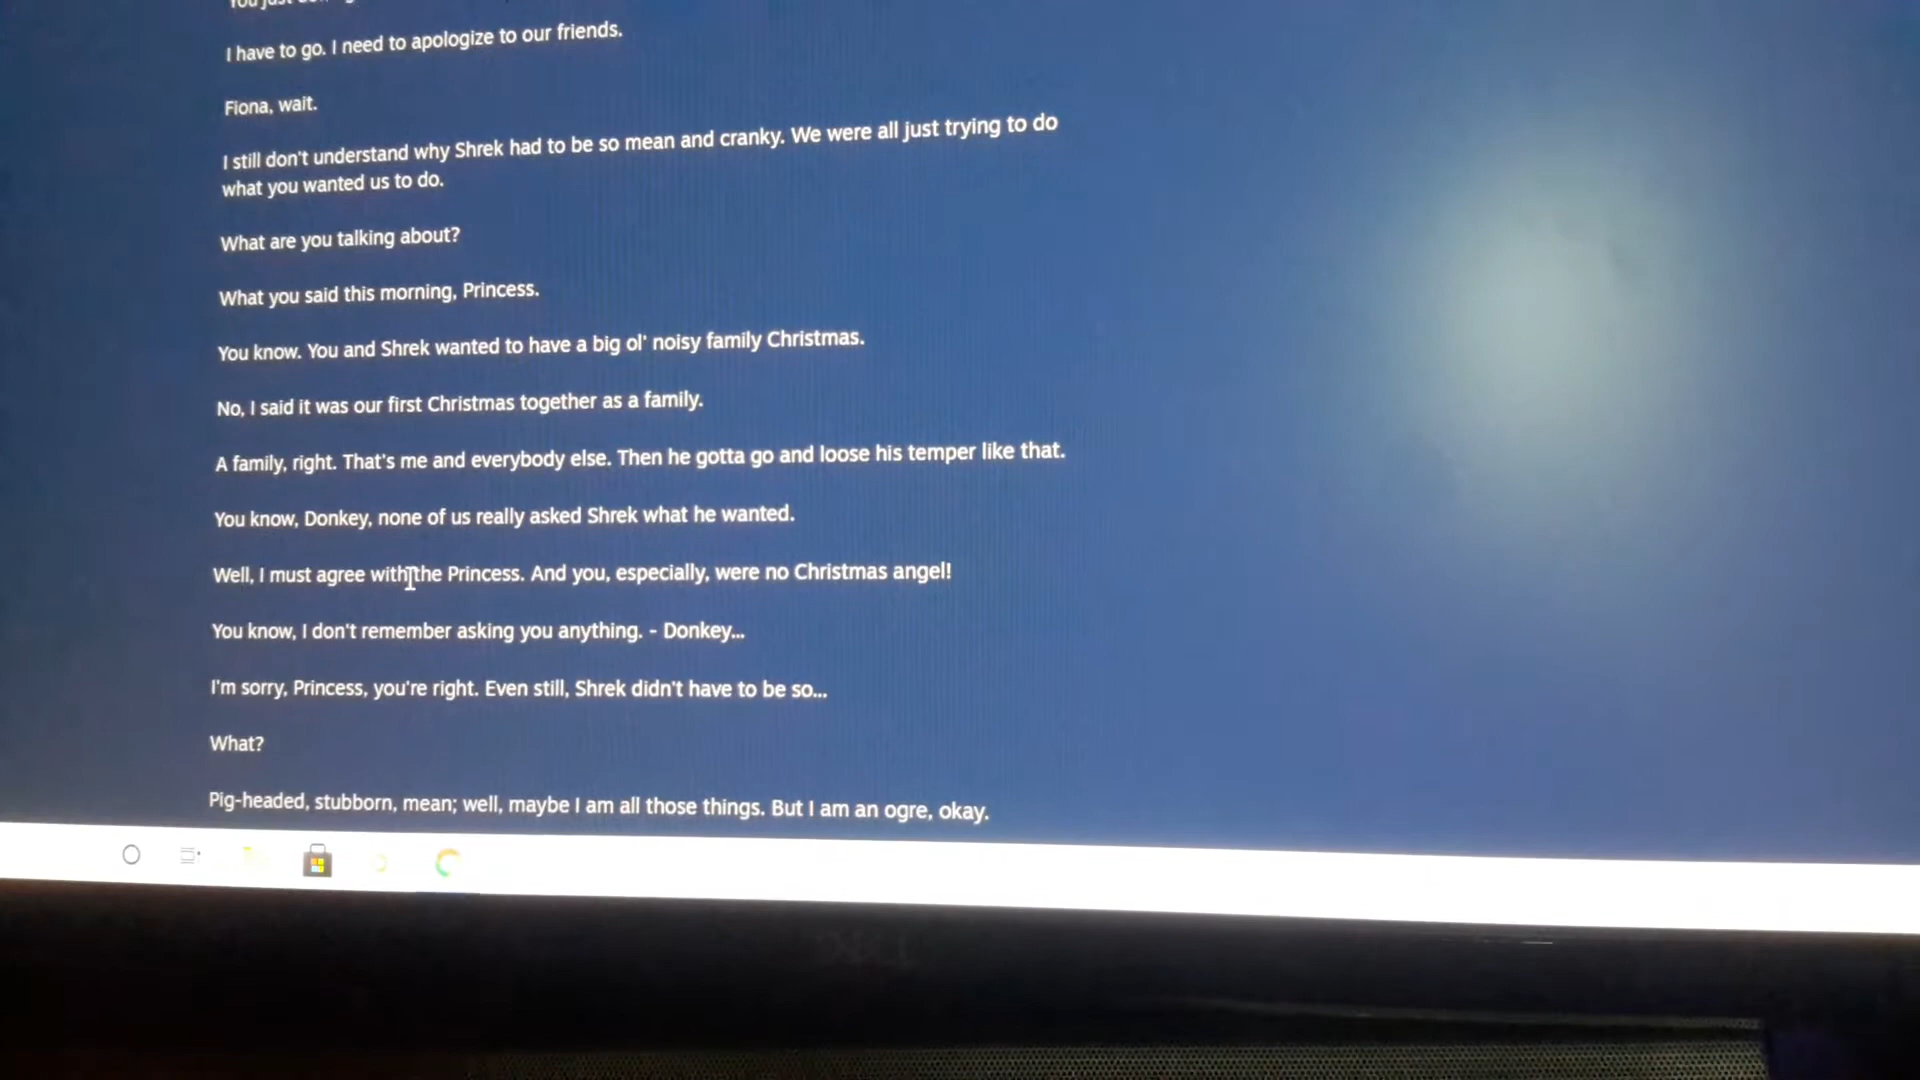 You just
I have to go. I need to apologize to our friends.
Fiona, wait.
I still don't understand why Shrek had to be so mean and cranky. We were all just trying to do
what you wanted us to do.
What are you talking about?
What you said this morning, Princess.
You know. You and Shrek wanted to have a big ol' noisy family Christmas.
No, I said it was our first Christmas together as a family.
A family, right. That's me and everybody else. Then he gotta go and loose his temper like that.
You know, Donkey, none of us really asked Shrek what he wanted.
Well, I must agree with the Princess. And you, especially, were no Christmas angel!
You know, I don't remember asking you anything. - Donkey...
I'm sorry, Princess, you're right. Even still, Shrek didn't have to be so...
What?
Pig-headed, stubborn, mean; well, maybe I am all those things. But I am an ogre, okay.
DELL